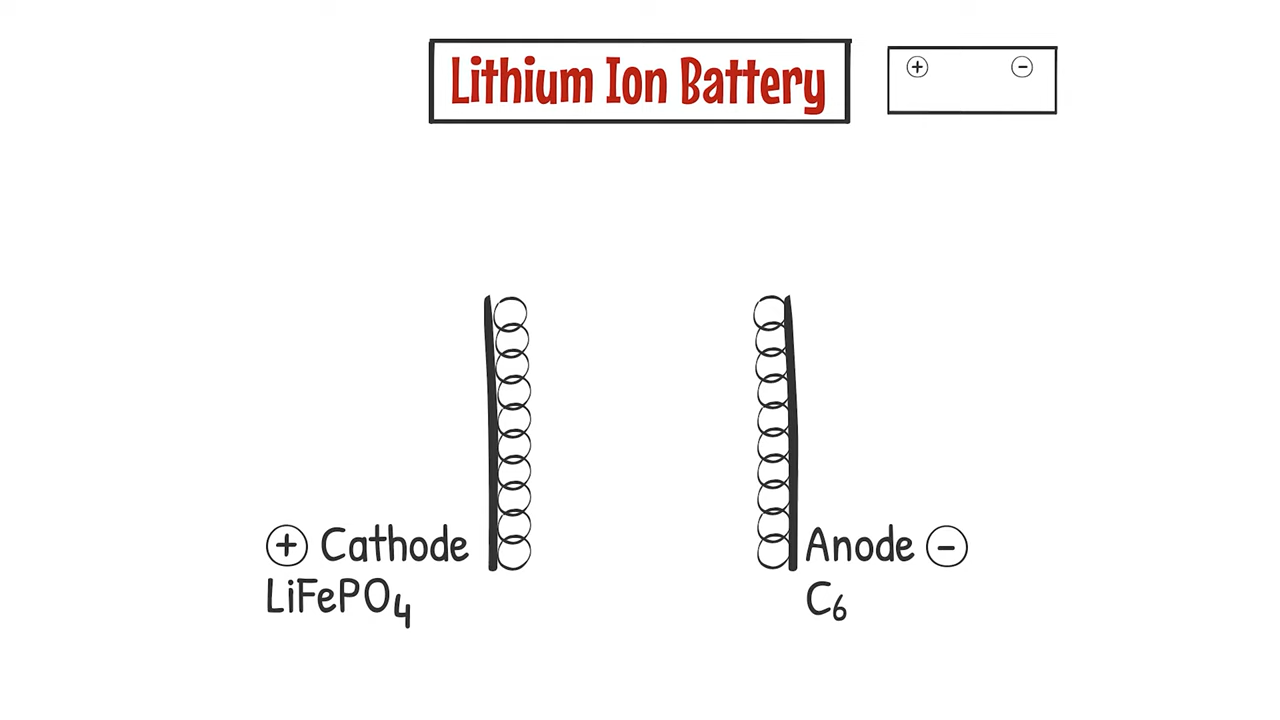 Lithium Ion Battery
+ -
+ Cathode
LiFePO4
Anode -
C6